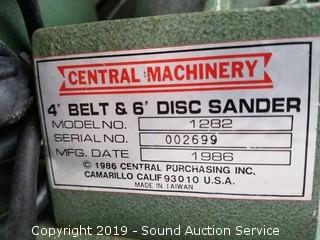 CENTRAL MACHINERY
4" BELT & 6" DISC SANDER
MODEL NO. 1282
SERIAL NO. 002699
MFG. DATE 1986
© 1986 CENTRAL PURCHASING INC.
CAMARILLO CALIF 93010 U.S.A.
MADE IN TAIWAN
Copyright 2019 - Sound Auction Service